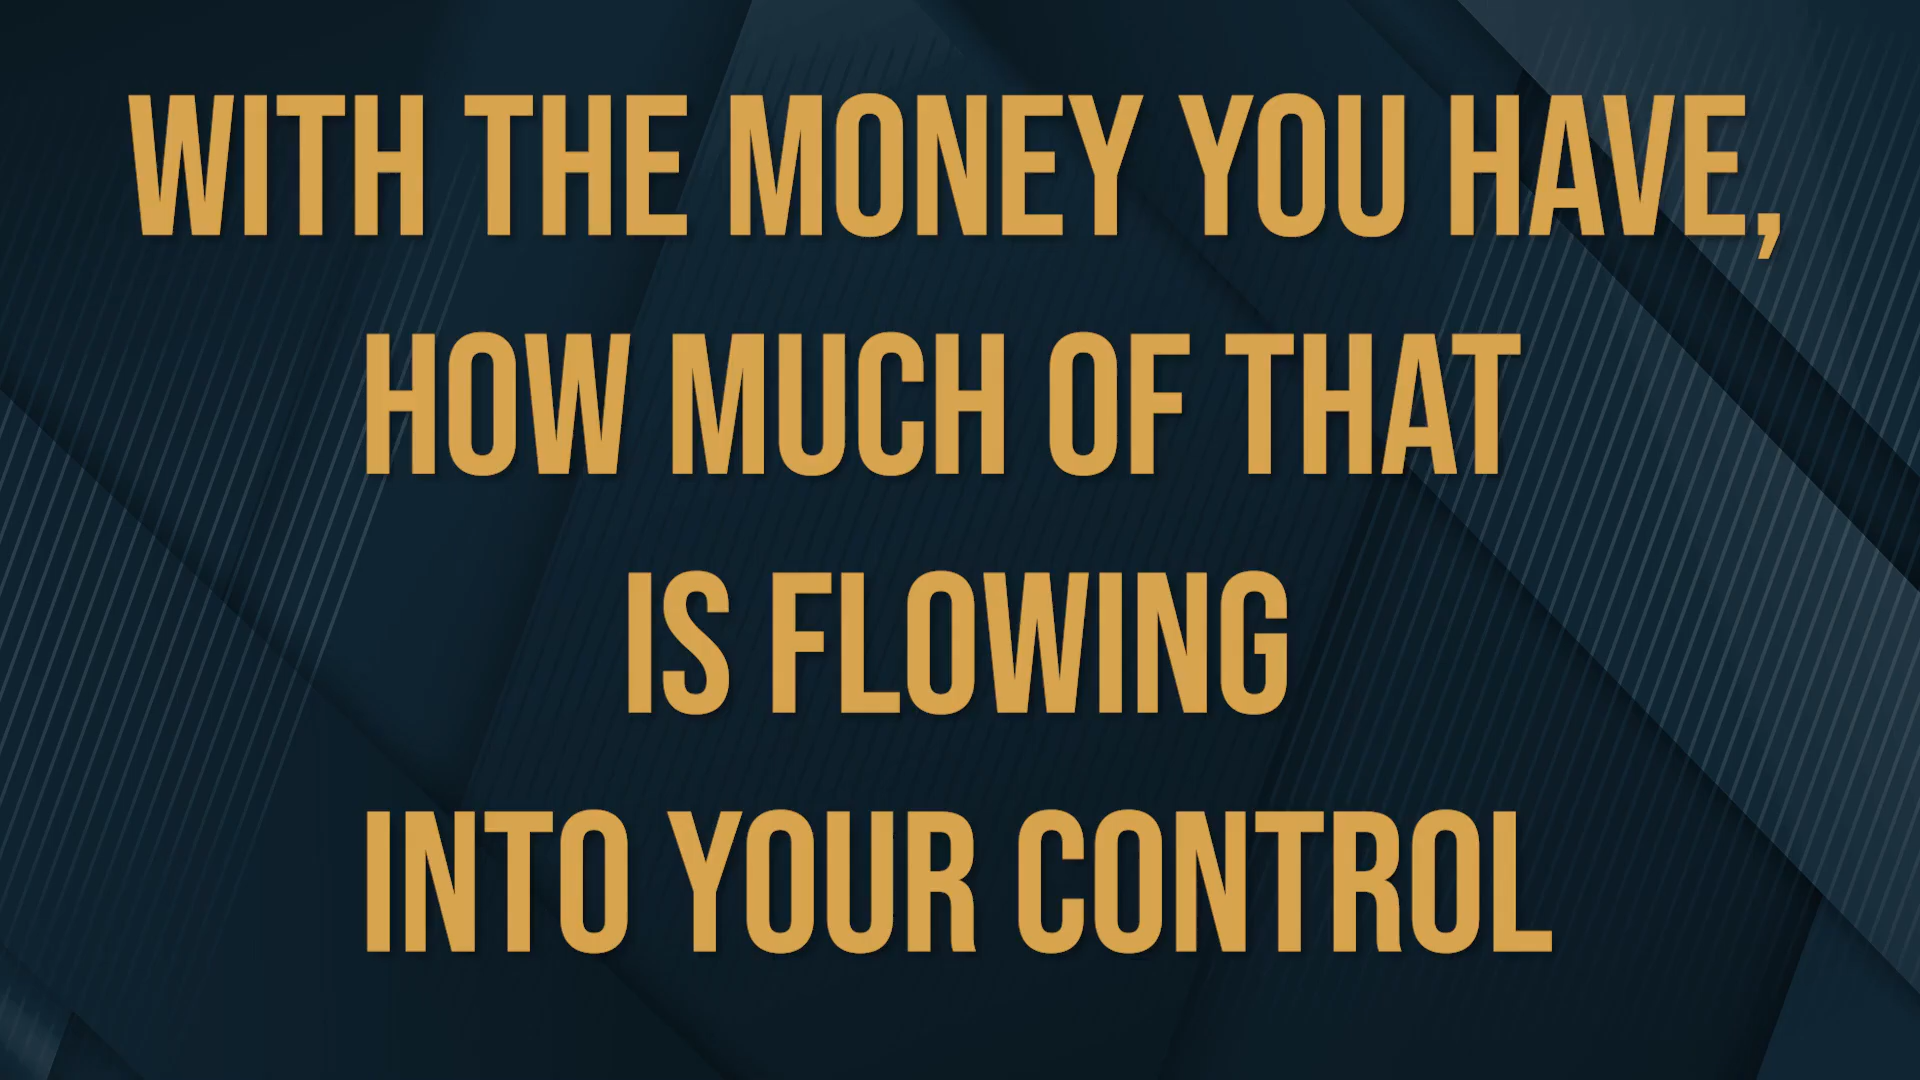 WITH THE MONEY YOU HAVE,
HOW MUCH OF THAT
IS FLOWING
INTO YOUR CONTROL